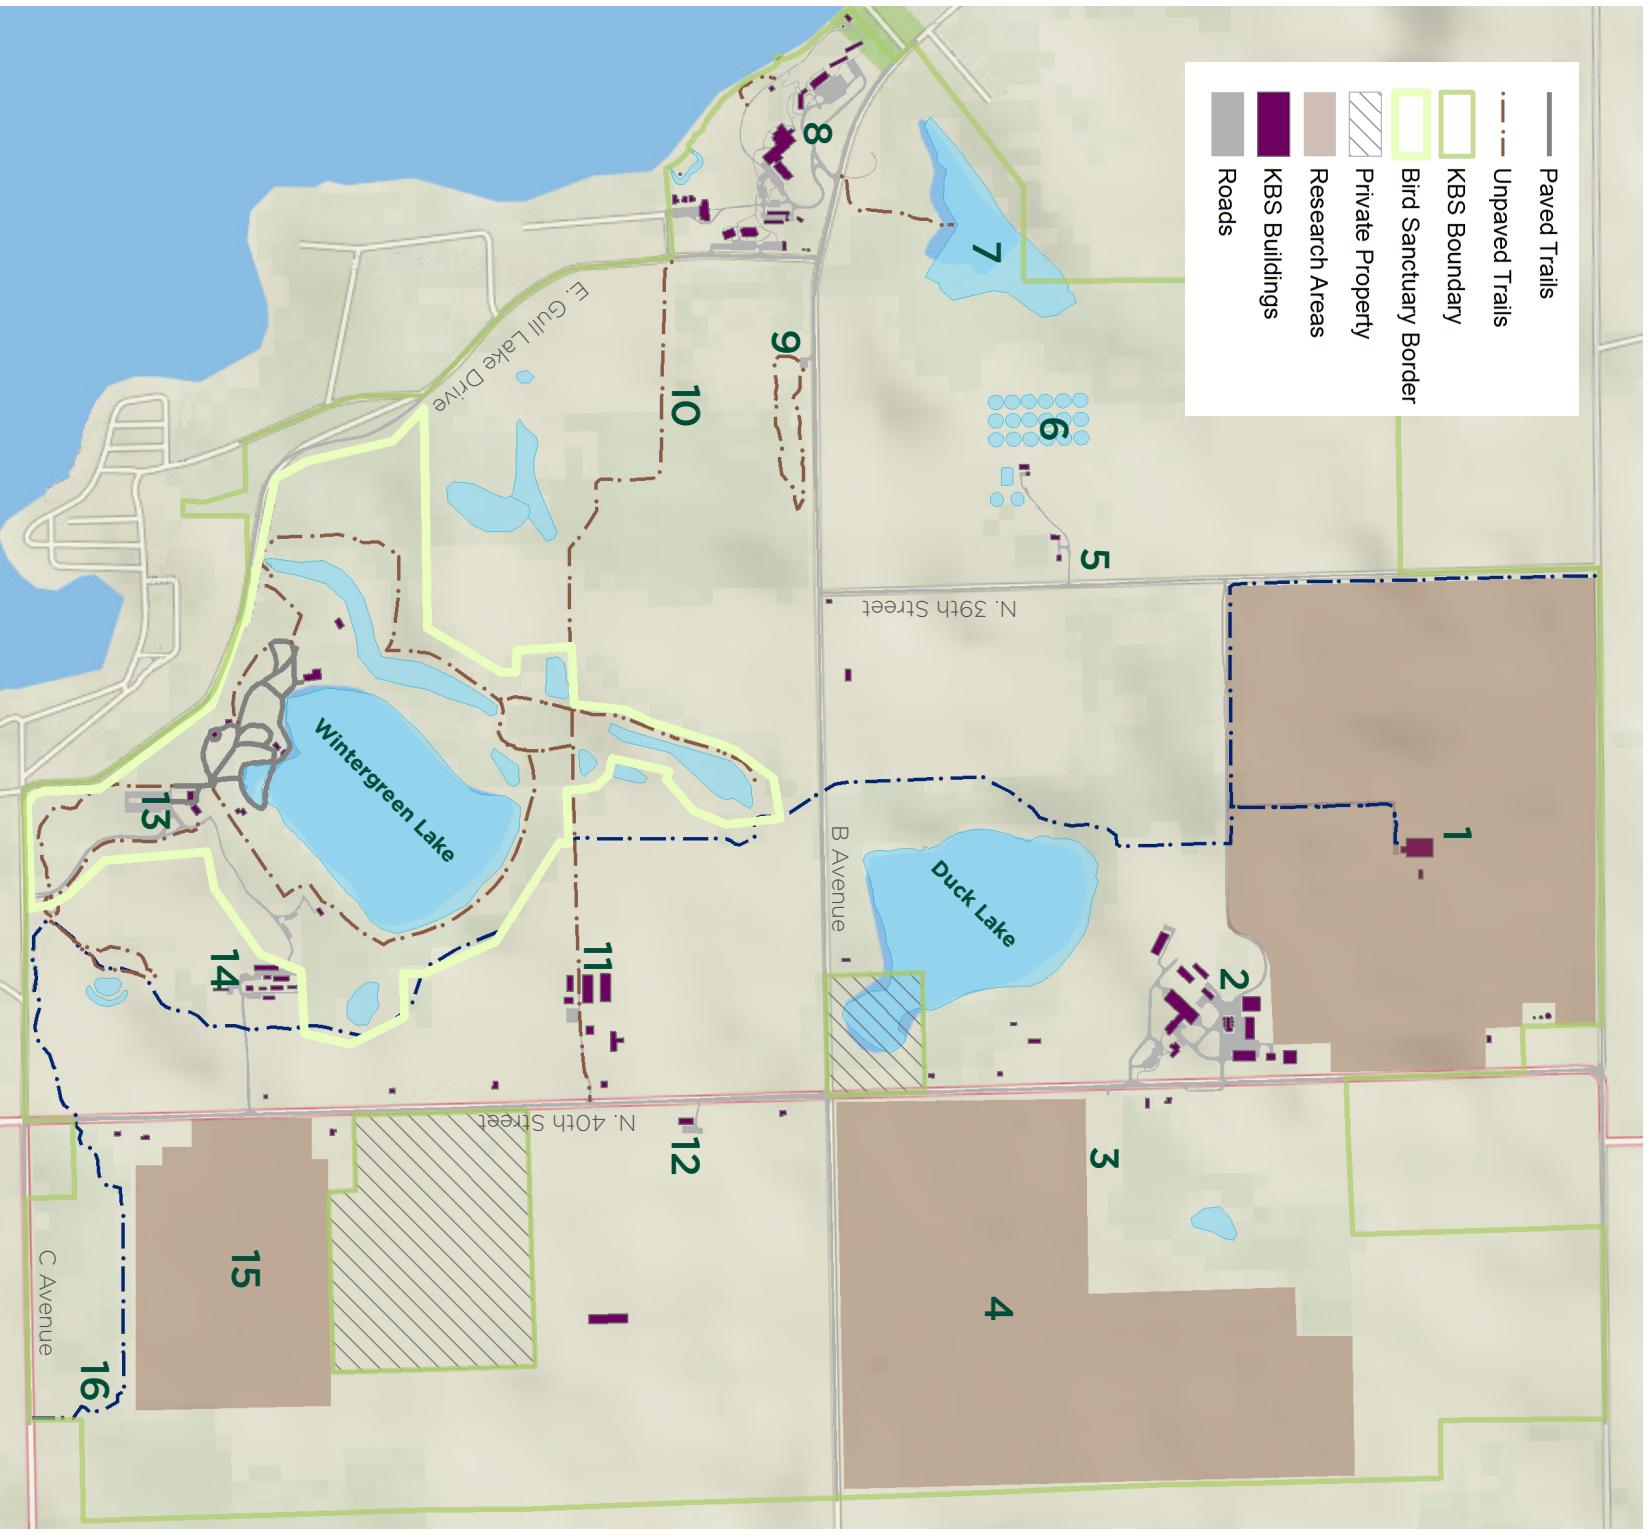 Paved Trails
Unpaved Trails
KBS Boundary
Bird Sanctuary Border
Private Property
Research Areas
KBS Buildings
Roads
1
2
3
4
5
6
7
8
9
10
11
12
13
14
15
16
N. 39th Street
N. 40th Street
B Avenue
C Avenue
E. Gull Lake Drive
Duck Lake
Wintergreen Lake